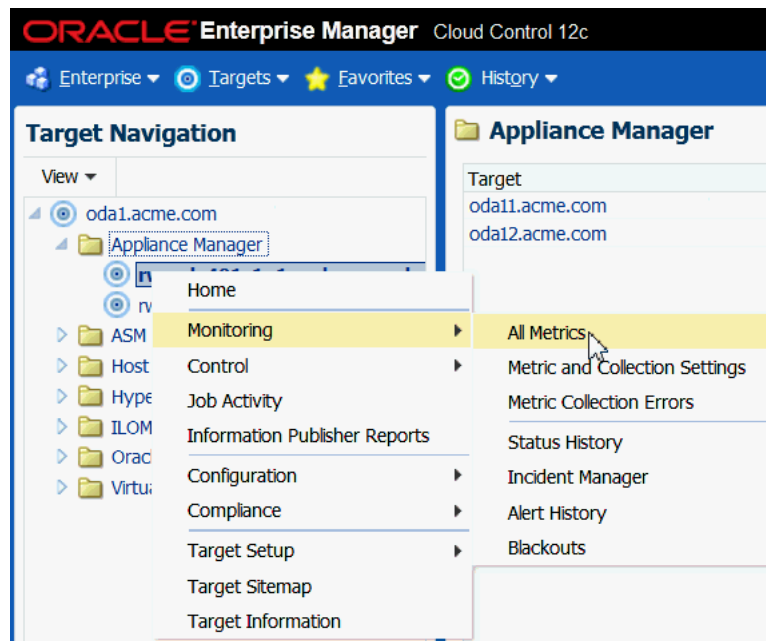 ORACLE Enterprise Manager Cloud Control 12c
Enterprise Targets Favorites History
Target Navigation
View
oda1.acme.com
Appliance Manager
ASM
Host
ILOM
Home
Monitoring
Control
Job Activity
Information Publisher Reports
Configuration
Compliance
Target Setup
Target Sitemap
Target Information
Appliance Manager
Target
oda11.acme.com
oda12.acme.com
All Metrics
Metric and Collection Settings
Metric Collection Errors
Status History
Incident Manager
Alert History
Blackouts